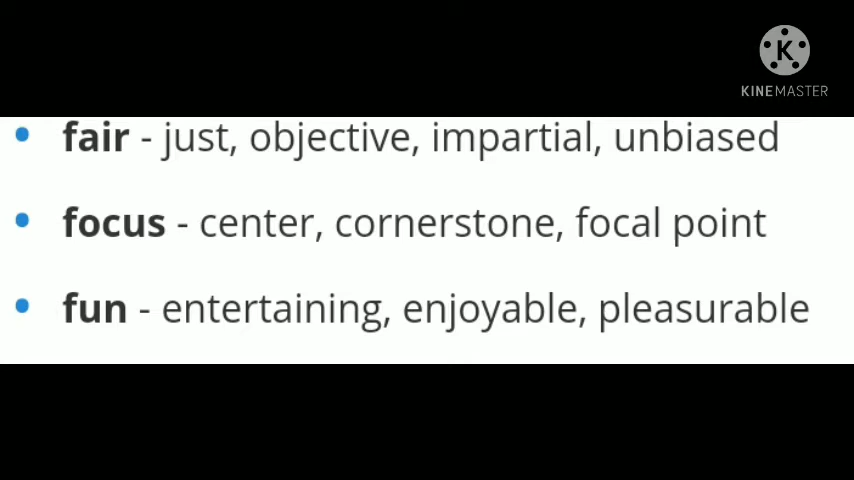 K
KINEMASTER
• fair - just, objective, impartial, unbiased
• focus - center, cornerstone, focal point
• fun - entertaining, enjoyable, pleasurable